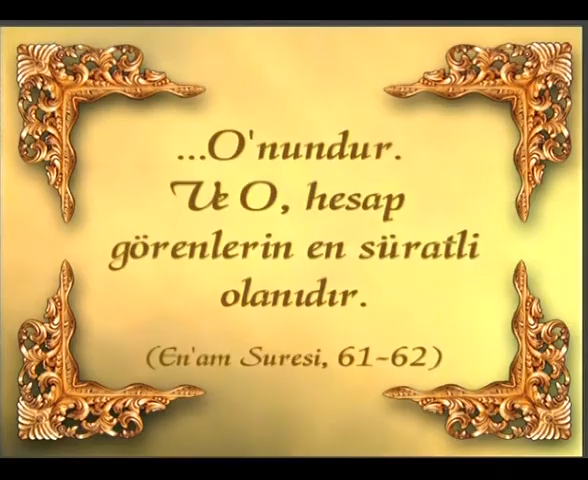 ...O'nundur.
Ve O, hesap
görenlerin en süratli
olanıdır.
(En'am Suresi, 61-62)